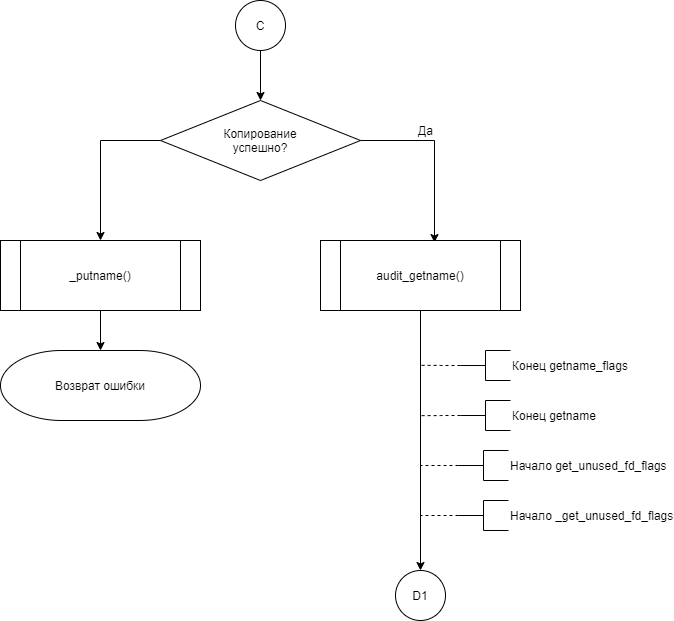 C
Копирование
успешно?
Да
_putname()
audit_getname()
Возврат ошибки
Конец getname_flags
Конец getname
Начало get_unused_fd_flags
Начало _get_unused_fd_flags
D1